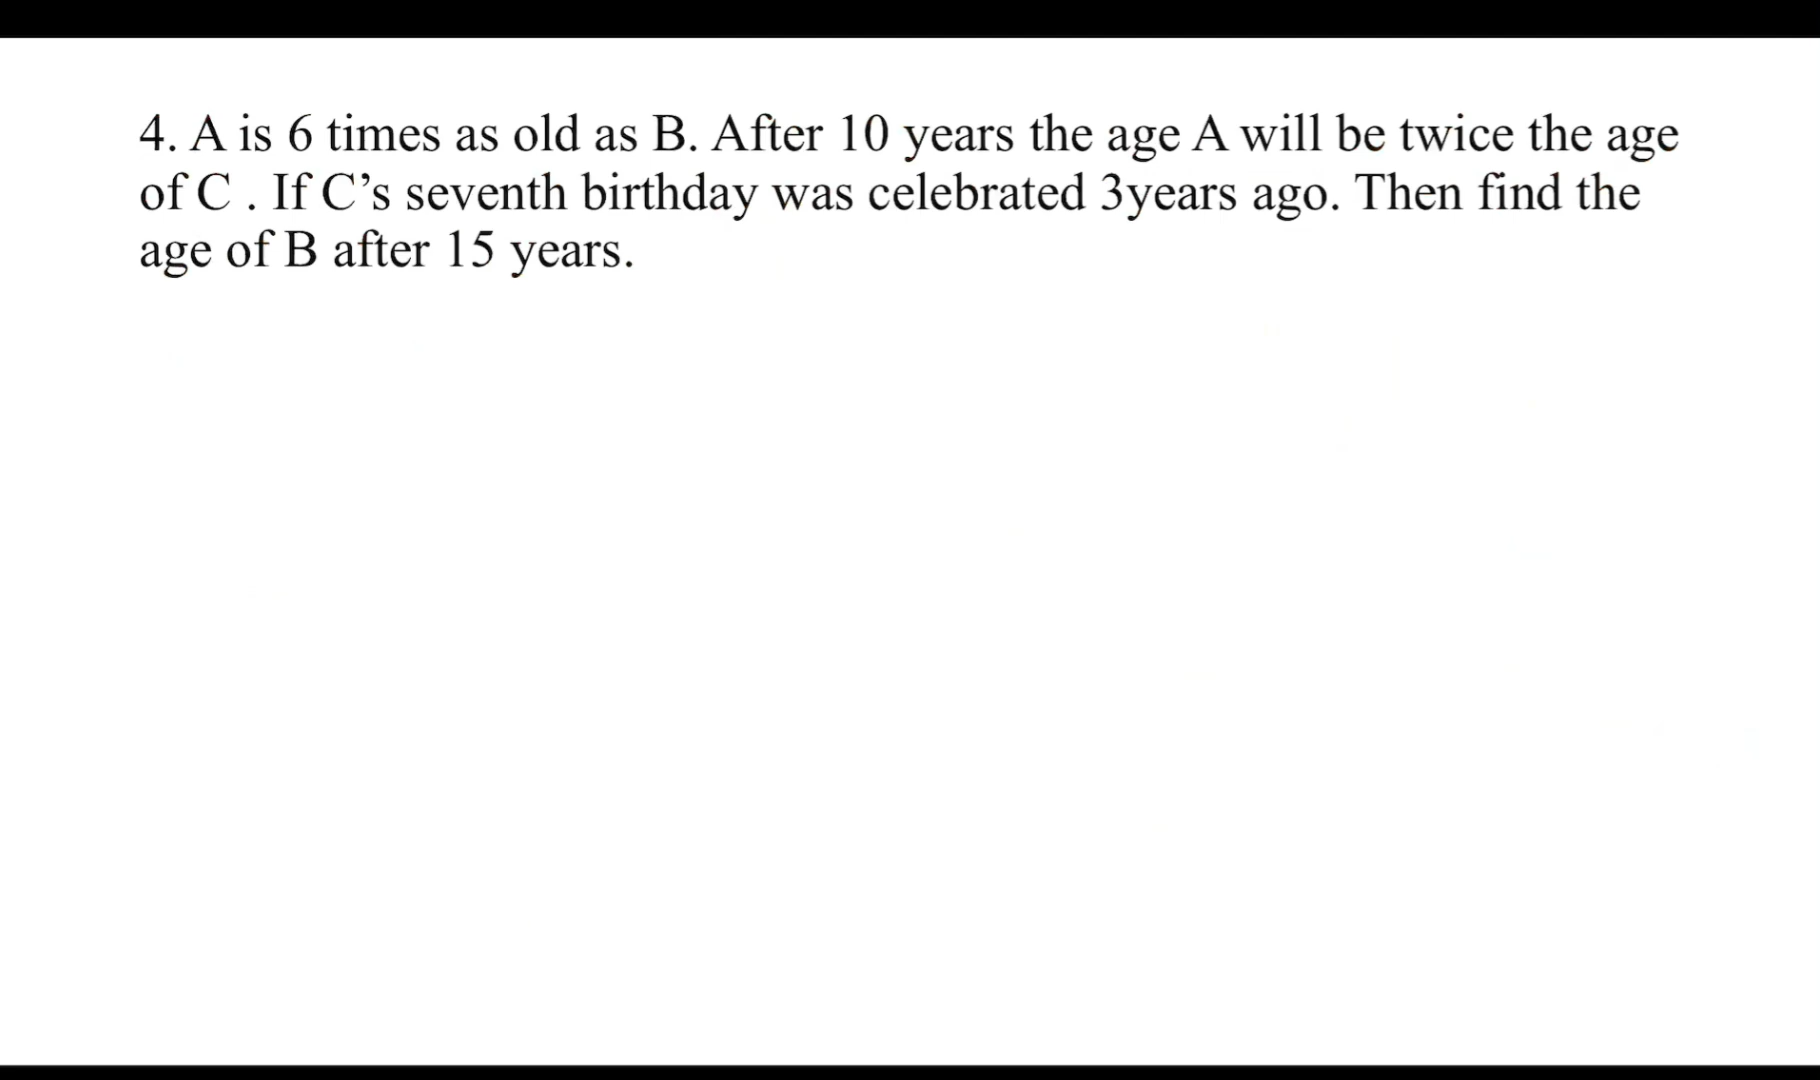 4. A is 6 times as old as B. After 10 years the age A will be twice the age
of C . If C’s seventh birthday was celebrated 3years ago. Then find the
age of B after 15 years.